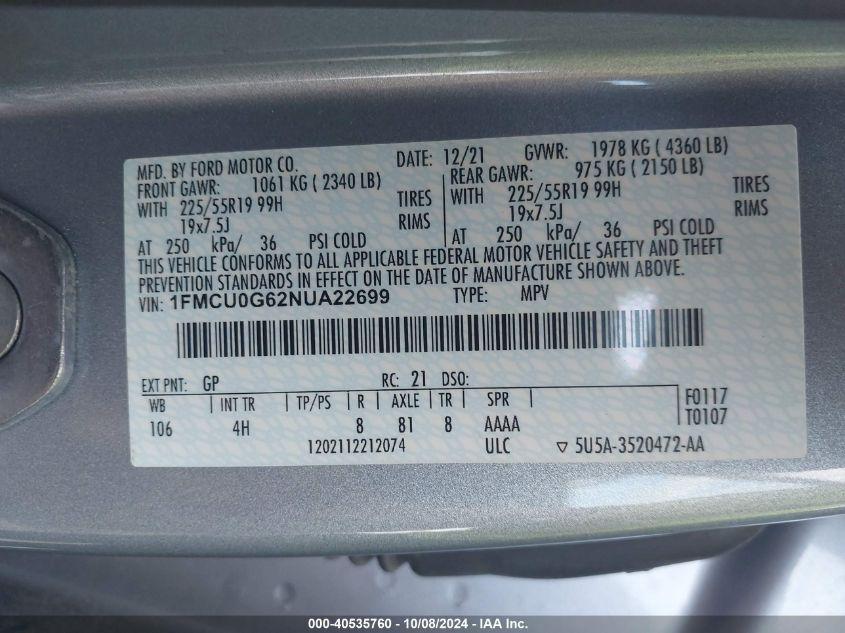 MFD. BY FORD MOTOR CO. DATE: 12/21 GVWR: 1978 KG ( 4360 LB)
FRONT GAWR: 1061 KG ( 2340 LB) REAR GAWR: 975 KG ( 2150 LB)
WITH 225/55R19 99H TIRES WITH 225/55R19 99H TIRES
19x7.5J RIMS 19x7.5J RIMS
AT 250 kPa/ 36 PSI COLD AT 250 kPa/ 36 PSI COLD
THIS VEHICLE CONFORMS TO ALL APPLICABLE FEDERAL MOTOR VEHICLE SAFETY AND THEFT
PREVENTION STANDARDS IN EFFECT ON THE DATE OF MANUFACTURE SHOWN ABOVE.
VIN: 1FMCU0G62NUA22699 TYPE: MPV
EXT PNT: GP RC: 21 DSO:
WB INT TR TP/PS R AXLE TR SPR F0117
106 4H 8 81 8 AAAA T0107
1202112212074 ULC ▽ 5U5A-3520472-AA
000-40535760 - 10/08/2024 - IAA Inc.